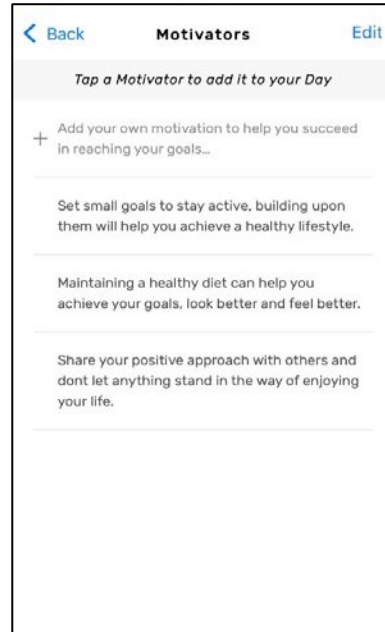 Back Motivators Edit
Tap a Motivator to add it to your Day
+ Add your own motivation to help you succeed
in reaching your goals...
Set small goals to stay active, building upon
them will help you achieve a healthy lifestyle.
Maintaining a healthy diet can help you
achieve your goals, look better and feel better.
Share your positive approach with others and
dont let anything stand in the way of enjoying
your life.